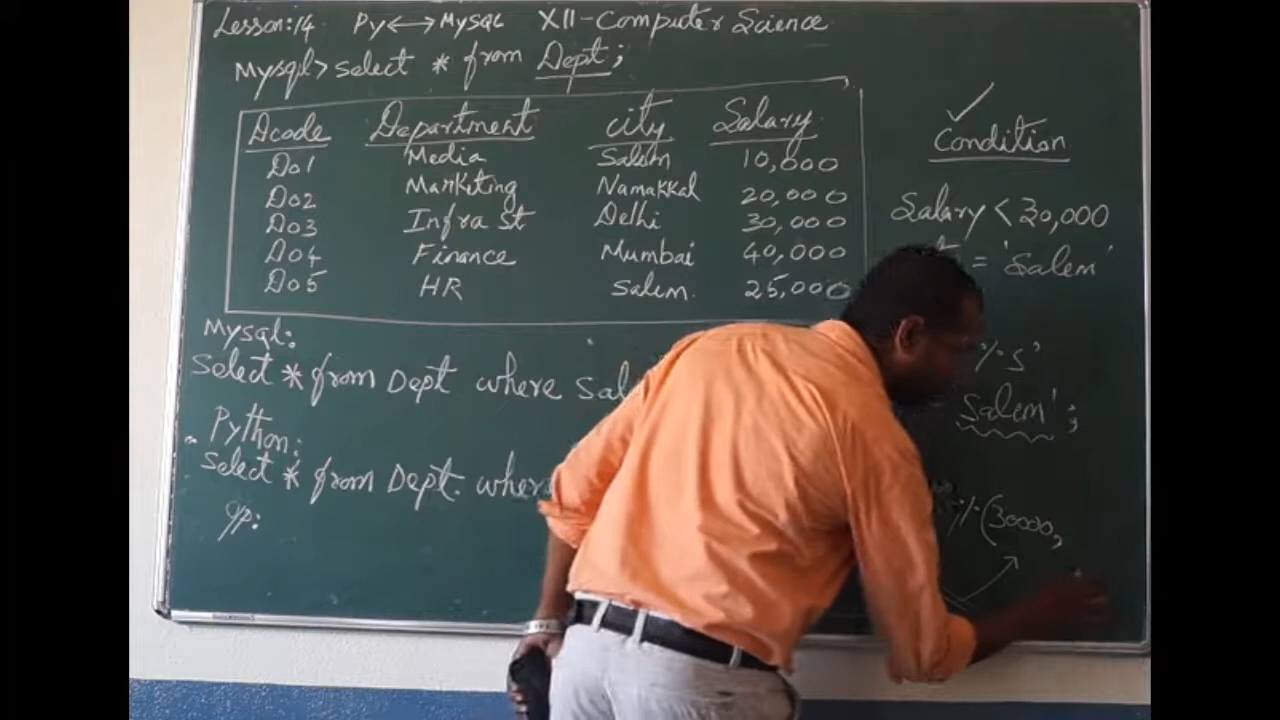 Lesson:14 Py↔Mysql XII-Computer Science
Mysql> select * from Dept;
Dcode Department city Salary
D01 Media Salem 10,000
D02 Marketing Namakkal 20,000
D03 Infra St Delhi 30,000
D04 Finance Mumbai 40,000
D05 HR Salem 25,000
✓
Condition
Salary < 30,000
= 'Salem'
%s'
Mysql:
Select * from Dept where Sal
Salem';
Python:
Select * from Dept. where
%(30000,
o/p: